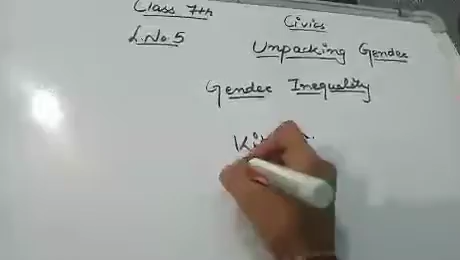 Class 7th
Civics
L.No.5
Unpacking Gender
Gender Inequality